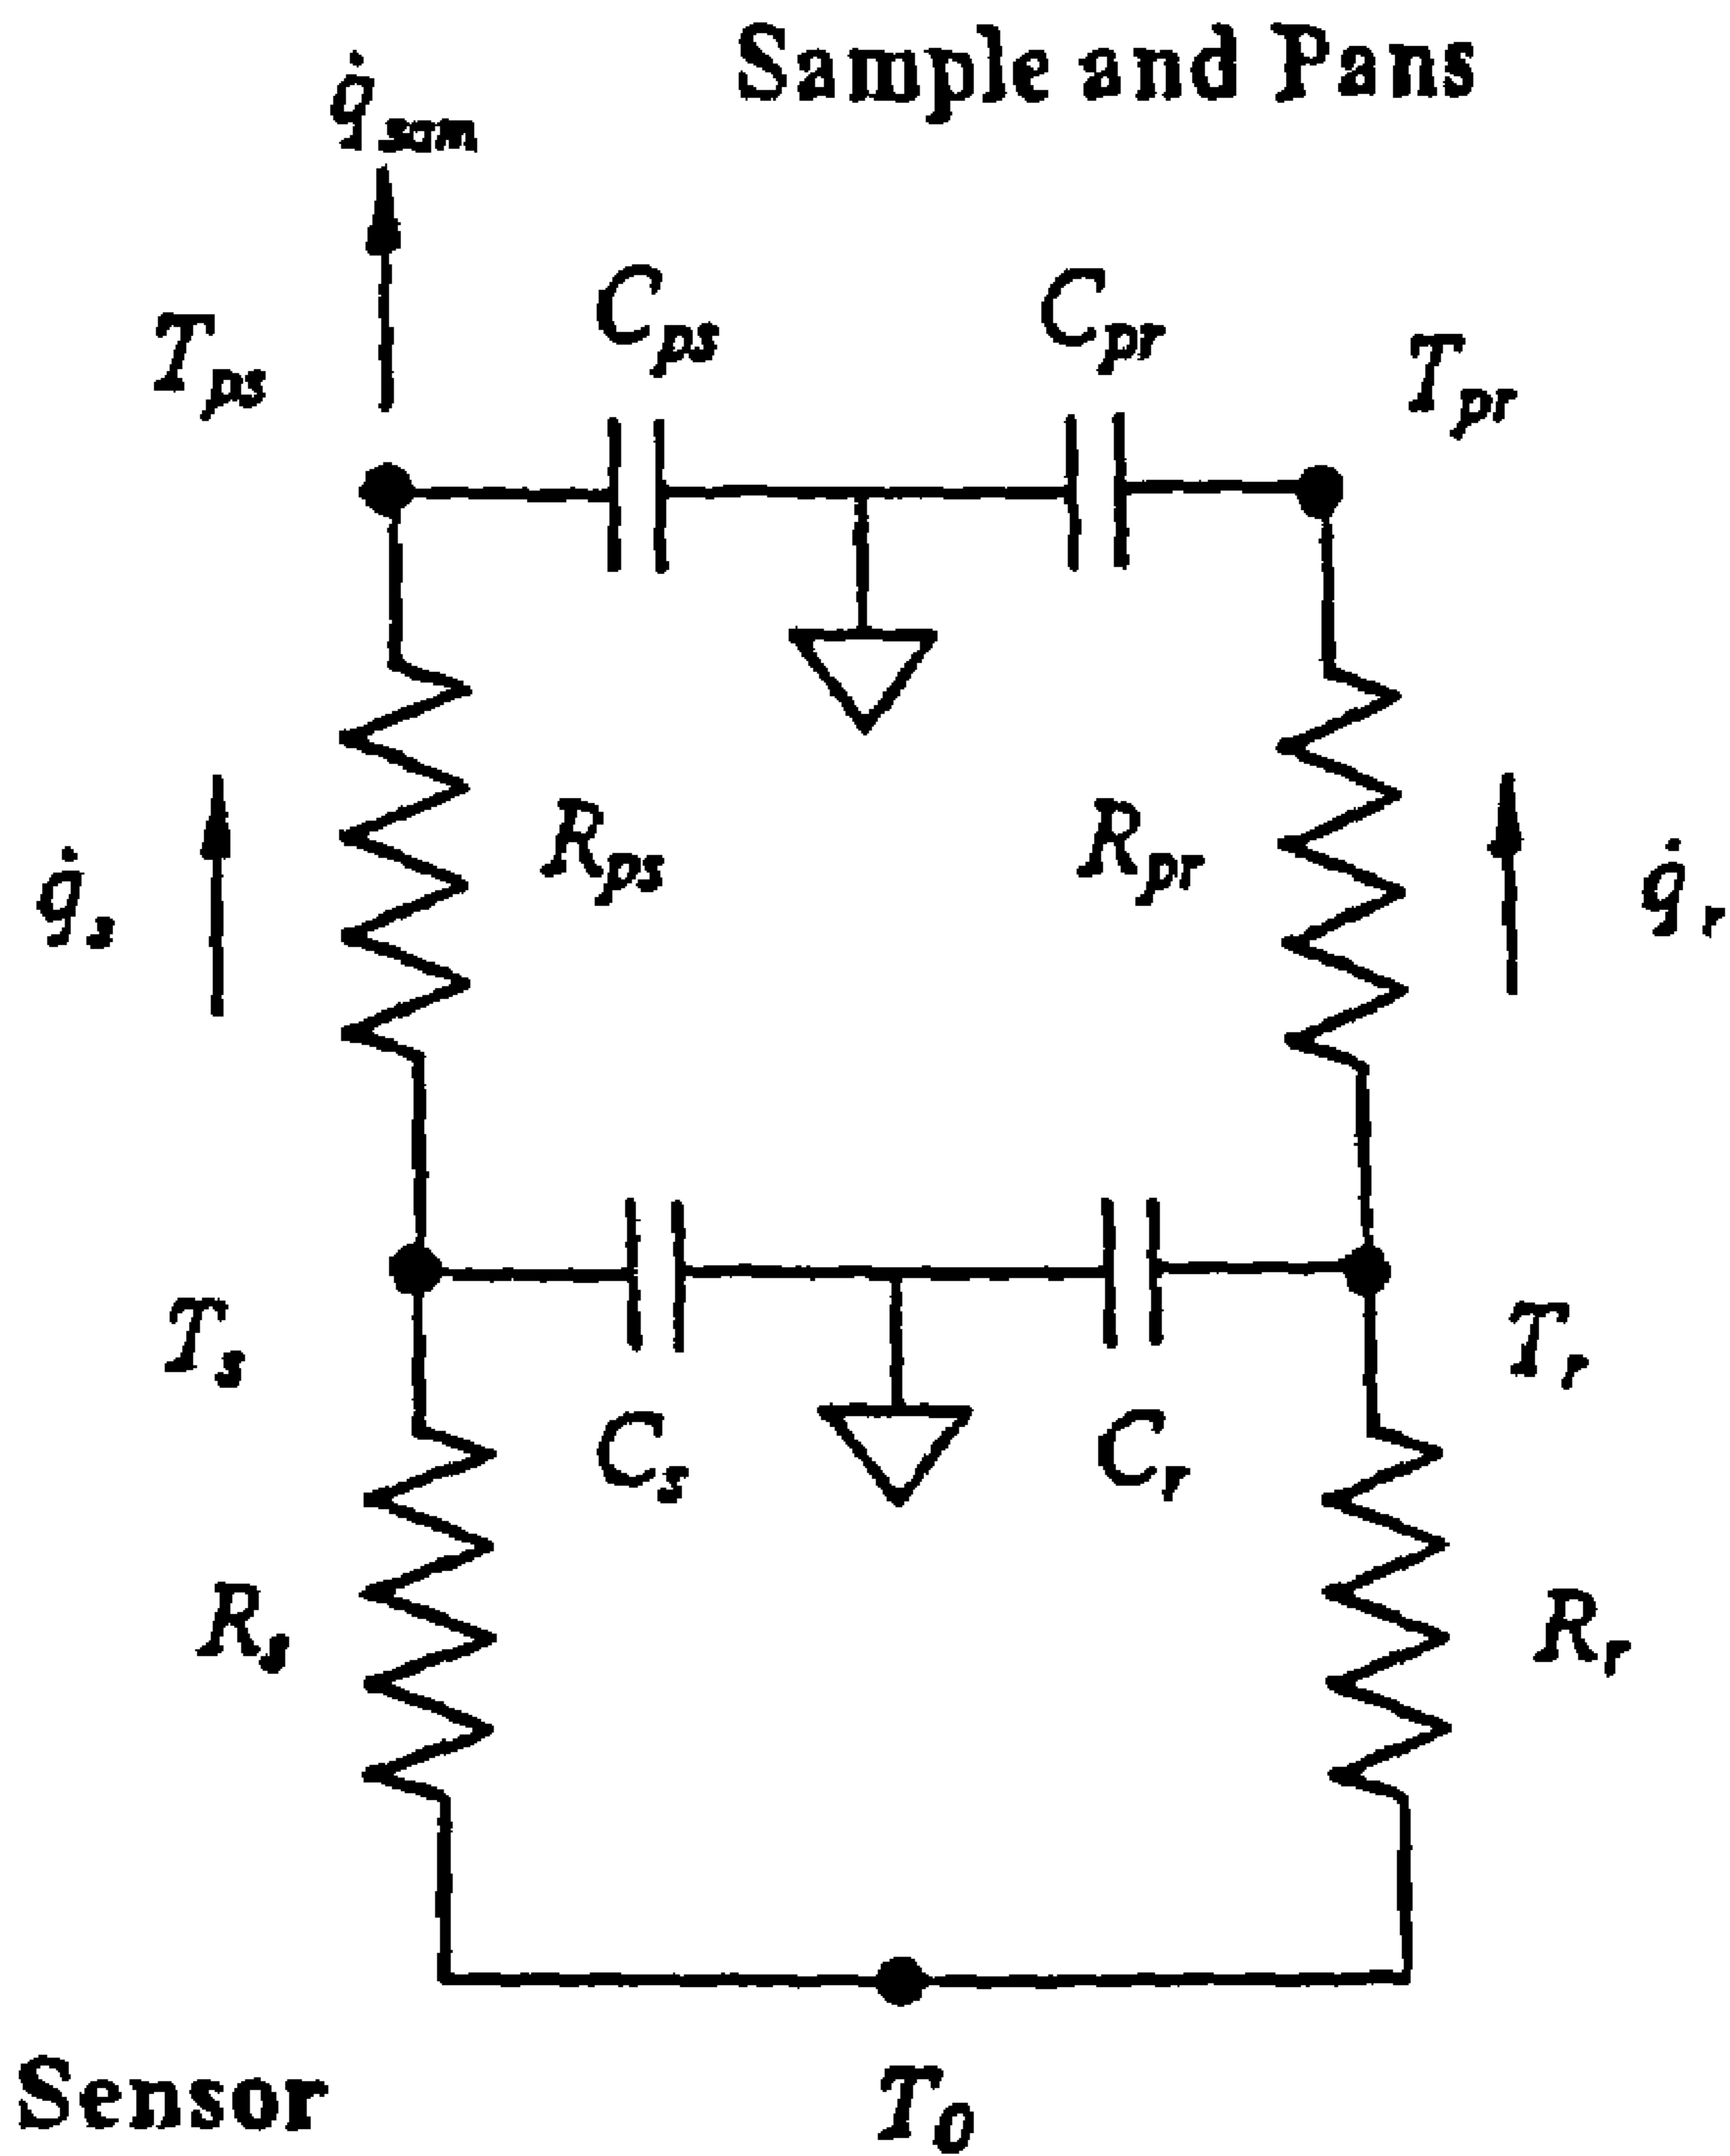 Sample and Pans
q̇sam
Tps
Cps
Cpr
Tpr
Rps
Rpr
q̇s
q̇r
Ts
Tr
Cs
Cr
Rs
Rr
Sensor
T0